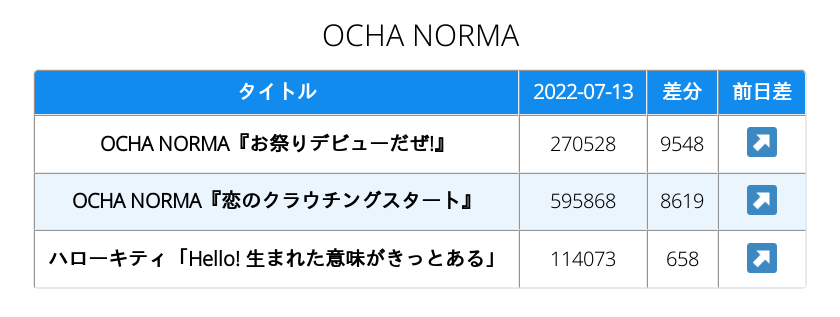 OCHA NORMA
タイトル 2022-07-13 差分 前日差
OCHA NORMA『お祭りデビューだぜ!』 270528 9548
OCHA NORMA『恋のクラウチングスタート』 595868 8619
ハローキティ「Hello! 生まれた意味がきっとある」 114073 658